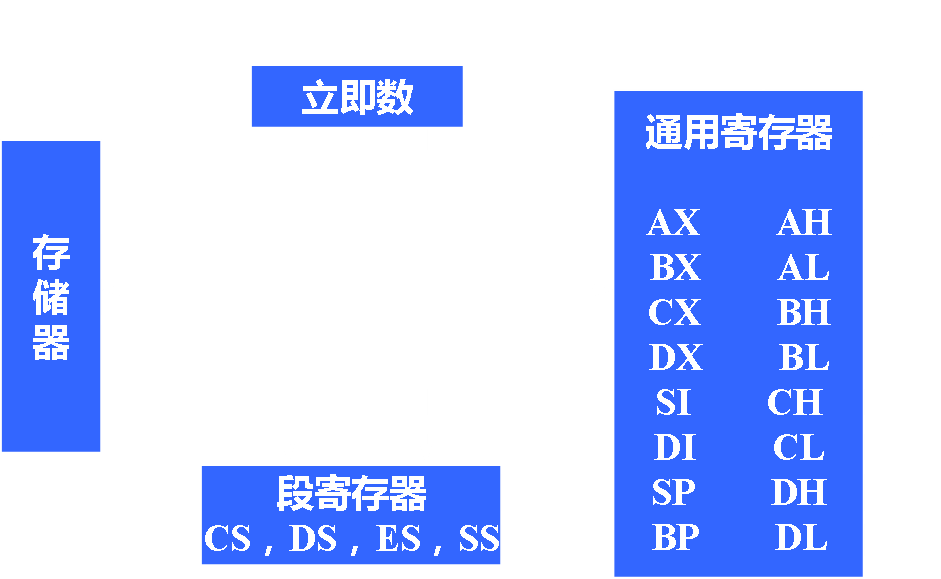 立即数
存
储
器
通用寄存器
AX AH
BX AL
CX BH
DX BL
SI CH
DI CL
SP DH
BP DL
段寄存器
CS，DS，ES，SS